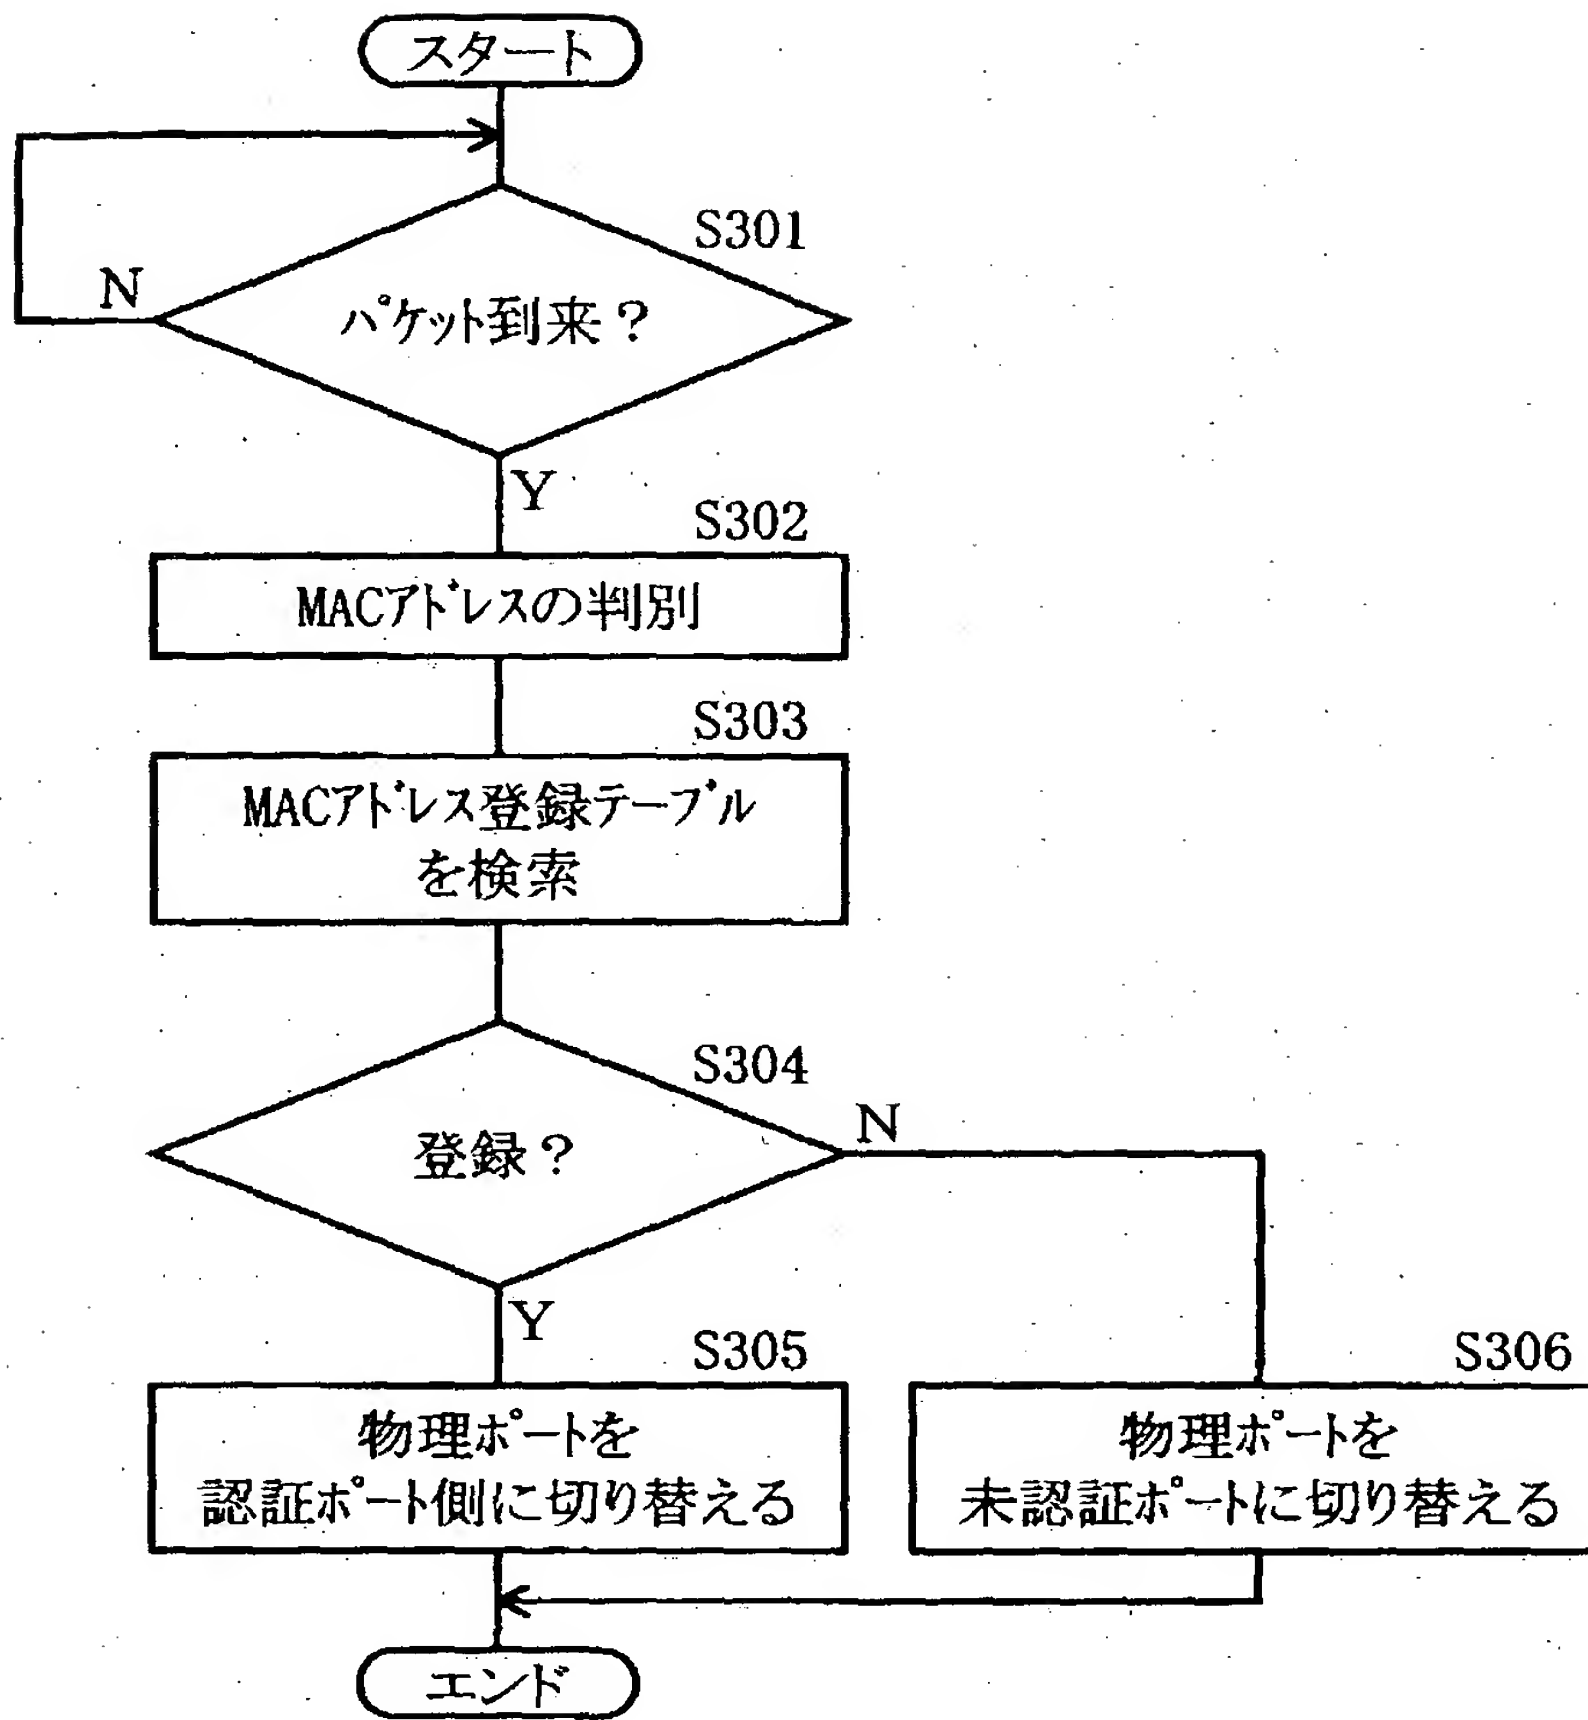 スタート
S301
N
パケット到来？
Y
S302
MACアドレスの判別
S303
MACアドレス登録テーブル
を検索
S304
N
登録？
Y
S305
S306
物理ポートを
認証ポート側に切り替える
物理ポートを
未認証ポートに切り替える
エンド